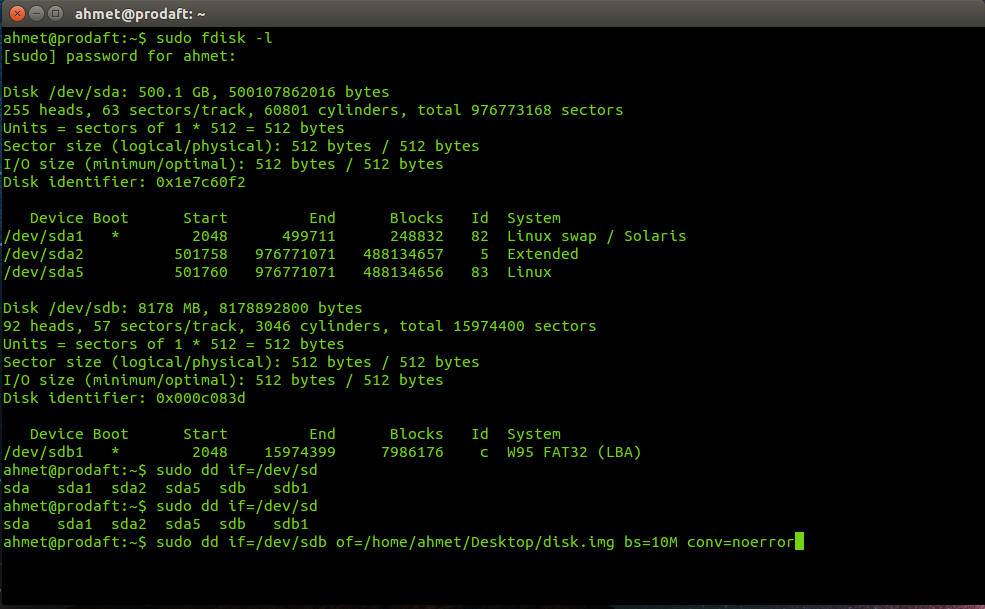 ahmet@prodaft: ~
ahmet@prodaft:~$ sudo fdisk -l
[sudo] password for ahmet:
Disk /dev/sda: 500.1 GB, 500107862016 bytes
255 heads, 63 sectors/track, 60801 cylinders, total 976773168 sectors
Units = sectors of 1 * 512 = 512 bytes
Sector size (logical/physical): 512 bytes / 512 bytes
I/O size (minimum/optimal): 512 bytes / 512 bytes
Disk identifier: 0x1e7c60f2
   Device Boot      Start         End      Blocks   Id  System
/dev/sda1   *        2048      499711      248832   82  Linux swap / Solaris
/dev/sda2          501758   976771071   488134657    5  Extended
/dev/sda5          501760   976771071   488134656   83  Linux
Disk /dev/sdb: 8178 MB, 8178892800 bytes
92 heads, 57 sectors/track, 3046 cylinders, total 15974400 sectors
Units = sectors of 1 * 512 = 512 bytes
Sector size (logical/physical): 512 bytes / 512 bytes
I/O size (minimum/optimal): 512 bytes / 512 bytes
Disk identifier: 0x000c083d
   Device Boot      Start         End      Blocks   Id  System
/dev/sdb1   *        2048    15974399     7986176    c  W95 FAT32 (LBA)
ahmet@prodaft:~$ sudo dd if=/dev/sd
sda   sda1  sda2  sda5  sdb   sdb1
ahmet@prodaft:~$ sudo dd if=/dev/sd
sda   sda1  sda2  sda5  sdb   sdb1
ahmet@prodaft:~$ sudo dd if=/dev/sdb of=/home/ahmet/Desktop/disk.img bs=10M conv=noerror